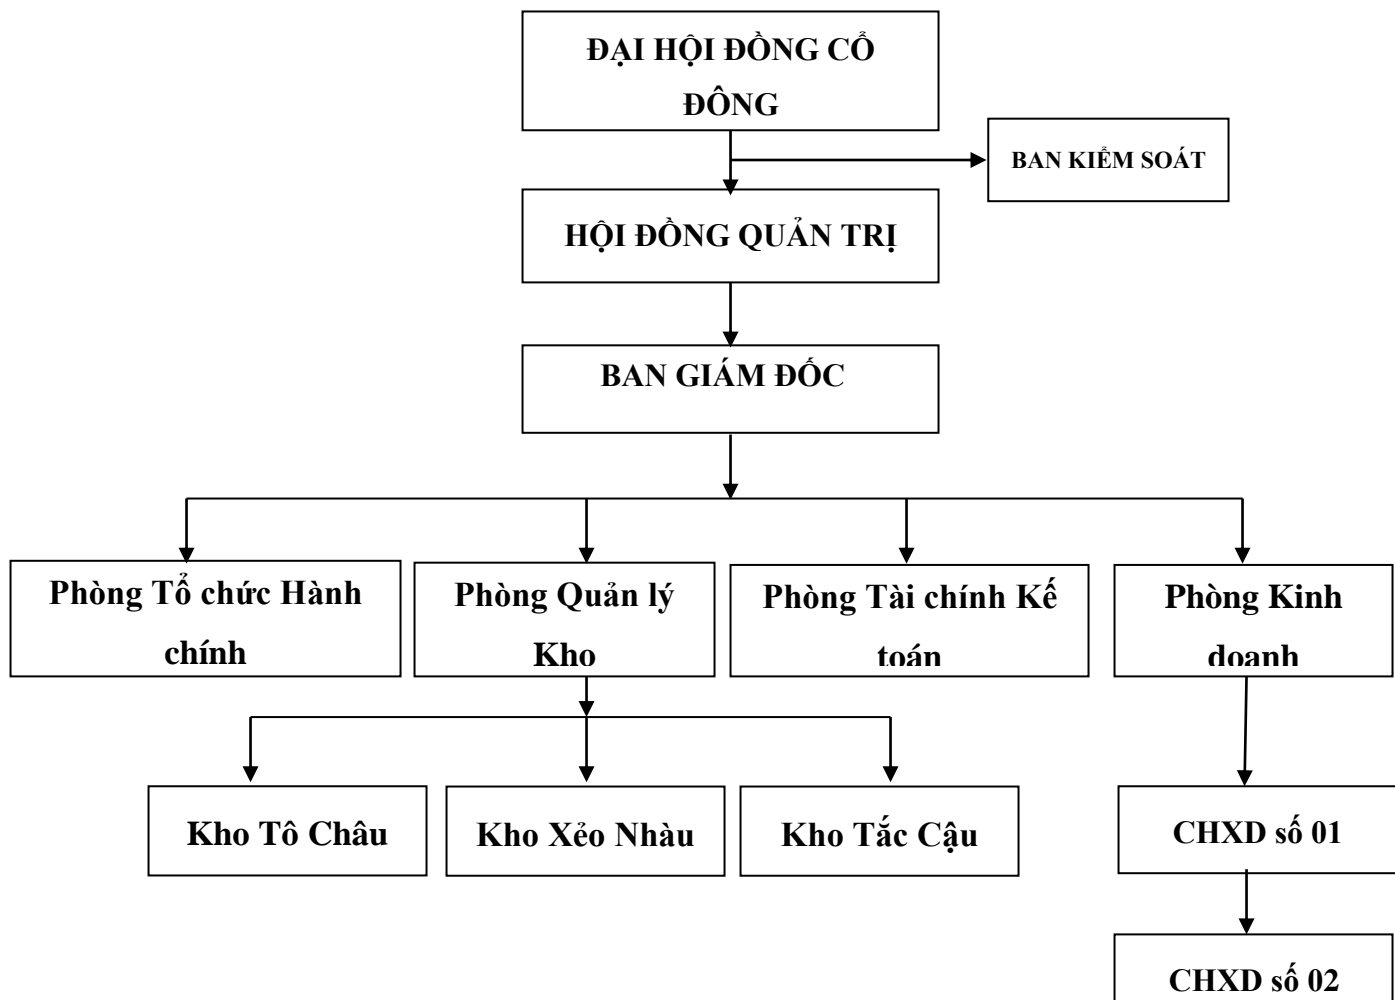 ĐẠI HỘI ĐỒNG CỔ
ĐÔNG
BAN KIỂM SOÁT
HỘI ĐỒNG QUẢN TRỊ
BAN GIÁM ĐỐC
Phòng Tổ chức Hành
chính
Phòng Quản lý
Kho
Phòng Tài chính Kế
toán
Phòng Kinh
doanh
Kho Tô Châu
Kho Xẻo Nhàu
Kho Tắc Cậu
CHXD số 01
CHXD số 02